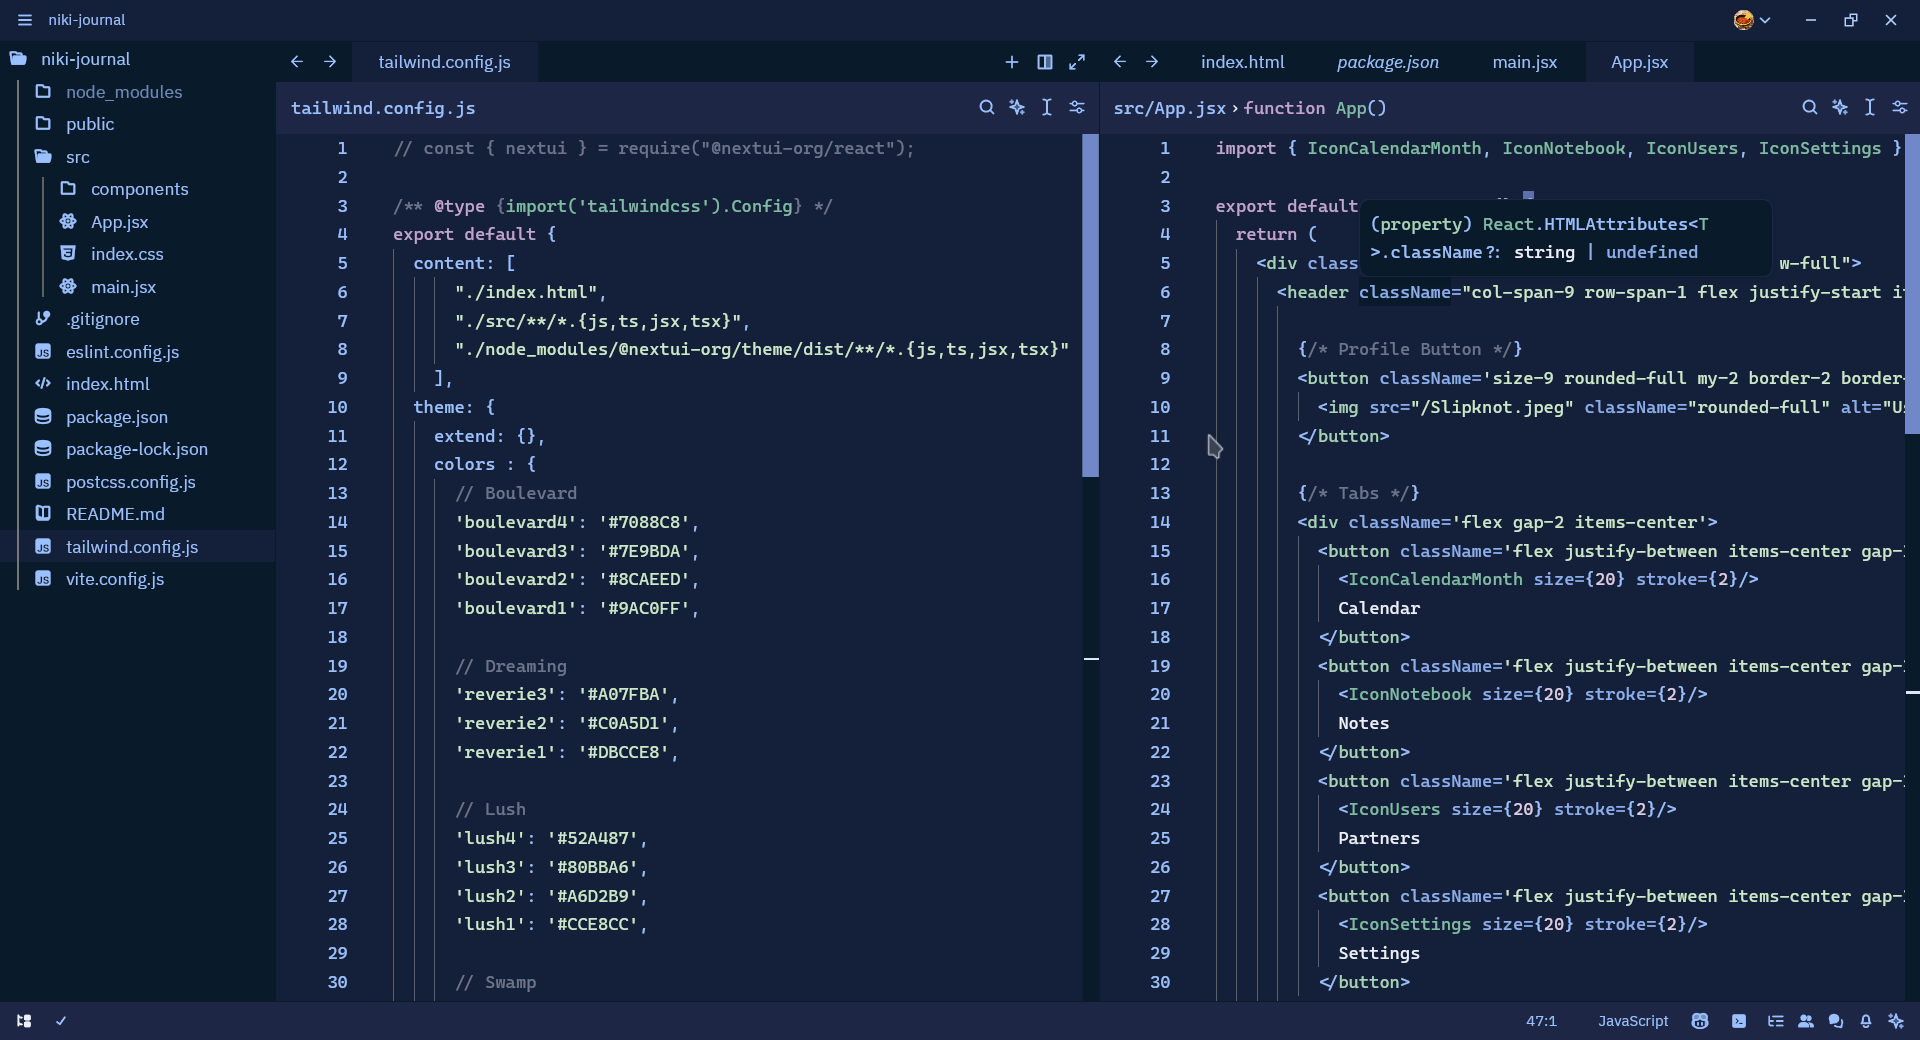 niki-journal
niki-journal
node_modules
public
src
components
App.jsx
index.css
main.jsx
.gitignore
eslint.config.js
index.html
package.json
package-lock.json
postcss.config.js
README.md
tailwind.config.js
vite.config.js
tailwind.config.js
tailwind.config.js
1 // const { nextui } = require("@nextui-org/react");
2
3 /** @type {import('tailwindcss').Config} */
4 export default {
5 content: [
6 "./index.html",
7 "./src/**/*.{js,ts,jsx,tsx}",
8 "./node_modules/@nextui-org/theme/dist/**/*.{js,ts,jsx,tsx}"
9 ],
10 theme: {
11 extend: {},
12 colors : {
13 // Boulevard
14 'boulevard4': '#7088C8',
15 'boulevard3': '#7E9BDA',
16 'boulevard2': '#8CAEED',
17 'boulevard1': '#9AC0FF',
18
19 // Dreaming
20 'reverie3': '#A07FBA',
21 'reverie2': '#C0A5D1',
22 'reverie1': '#DBCCE8',
23
24 // Lush
25 'lush4': '#52A487',
26 'lush3': '#80BBA6',
27 'lush2': '#A6D2B9',
28 'lush1': '#CCE8CC',
29
30 // Swamp
index.html package.json main.jsx App.jsx
src/App.jsx › function App()
1 import { IconCalendarMonth, IconNotebook, IconUsers, IconSettings }
2
3 export default
4 return (
(property) React.HTMLAttributes<T
>.className?: string | undefined
5 <div class w-full">
6 <header className="col-span-9 row-span-1 flex justify-start
7
8 {/* Profile Button */}
9 <button className='size-9 rounded-full my-2 border-2 border-
10 <img src="/Slipknot.jpeg" className="rounded-full" alt="U
11 </button>
12
13 {/* Tabs */}
14 <div className='flex gap-2 items-center'>
15 <button className='flex justify-between items-center gap-
16 <IconCalendarMonth size={20} stroke={2}/>
17 Calendar
18 </button>
19 <button className='flex justify-between items-center gap-
20 <IconNotebook size={20} stroke={2}/>
21 Notes
22 </button>
23 <button className='flex justify-between items-center gap-
24 <IconUsers size={20} stroke={2}/>
25 Partners
26 </button>
27 <button className='flex justify-between items-center gap-
28 <IconSettings size={20} stroke={2}/>
29 Settings
30 </button>
47:1 JavaScript